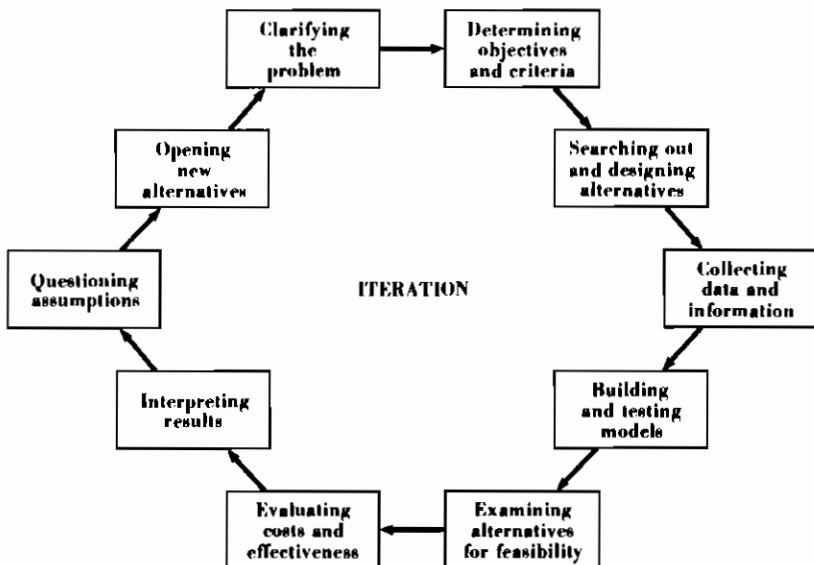 Clarifying
the
problem
Determining
objectives
and criteria
Searching out
and designing
alternatives
Collecting
data and
information
Building
and testing
models
Examining
alternatives
for feasibility
Evaluating
costs and
effectiveness
Interpreting
results
Questioning
assumptions
Opening
new
alternatives
ITERATION